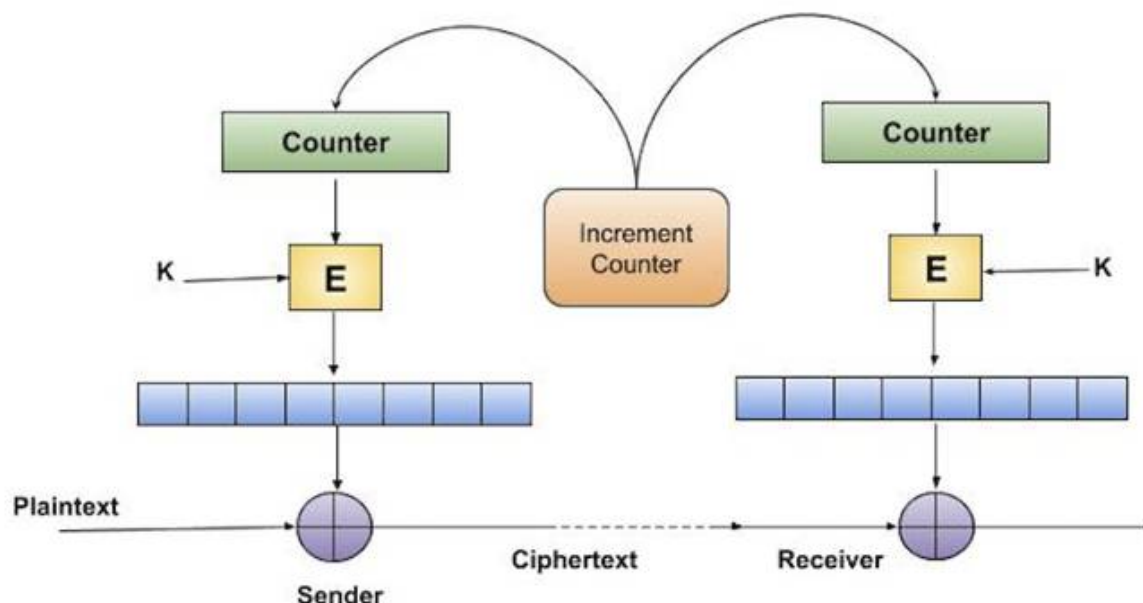 Counter
Counter
Increment
Counter
K
E
E
K
Plaintext
Ciphertext
Receiver
Sender